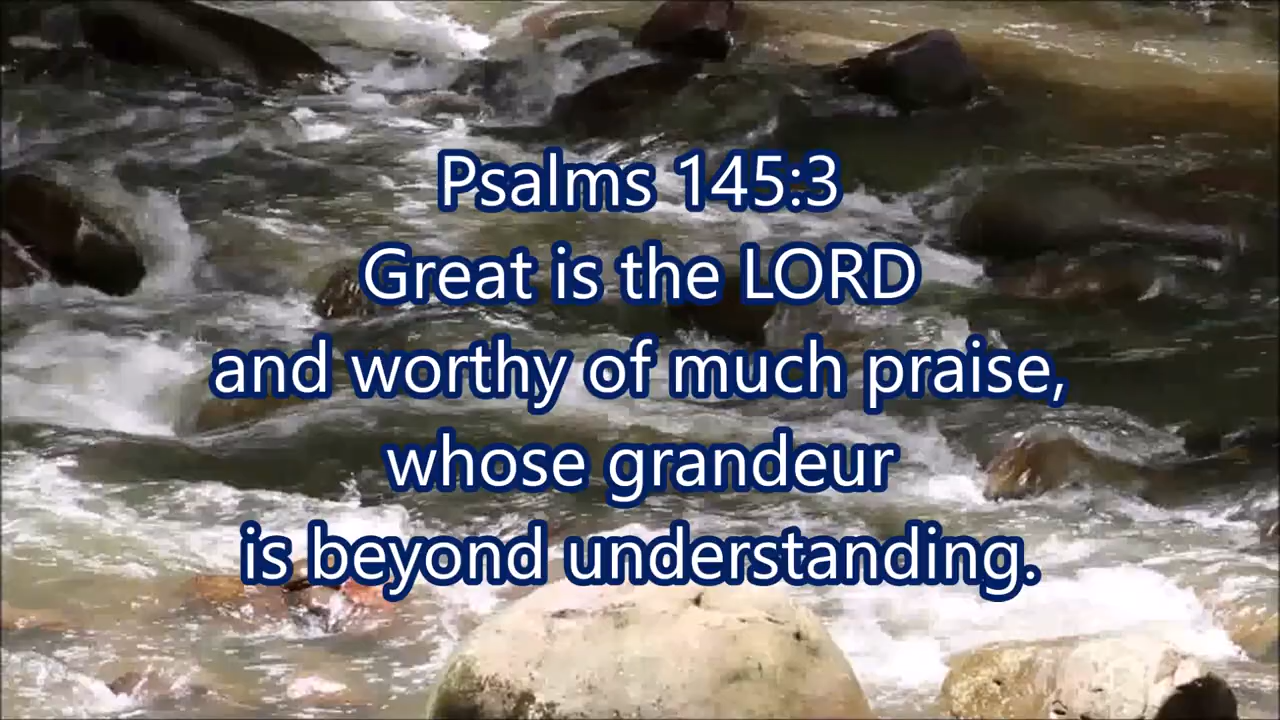 Psalms 145:3
Great is the LORD
and worthy of much praise,
whose grandeur
is beyond understanding.